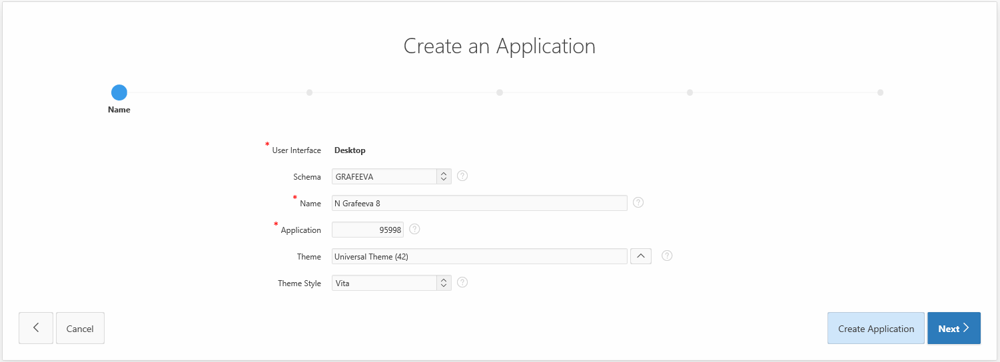 Create an Application
Name
* User Interface Desktop
Schema GRAFEEVA ?
* Name N Grafeeva 8 ?
* Application 95998 ?
Theme Universal Theme (42) ?
Theme Style Vita ?
Cancel Create Application Next